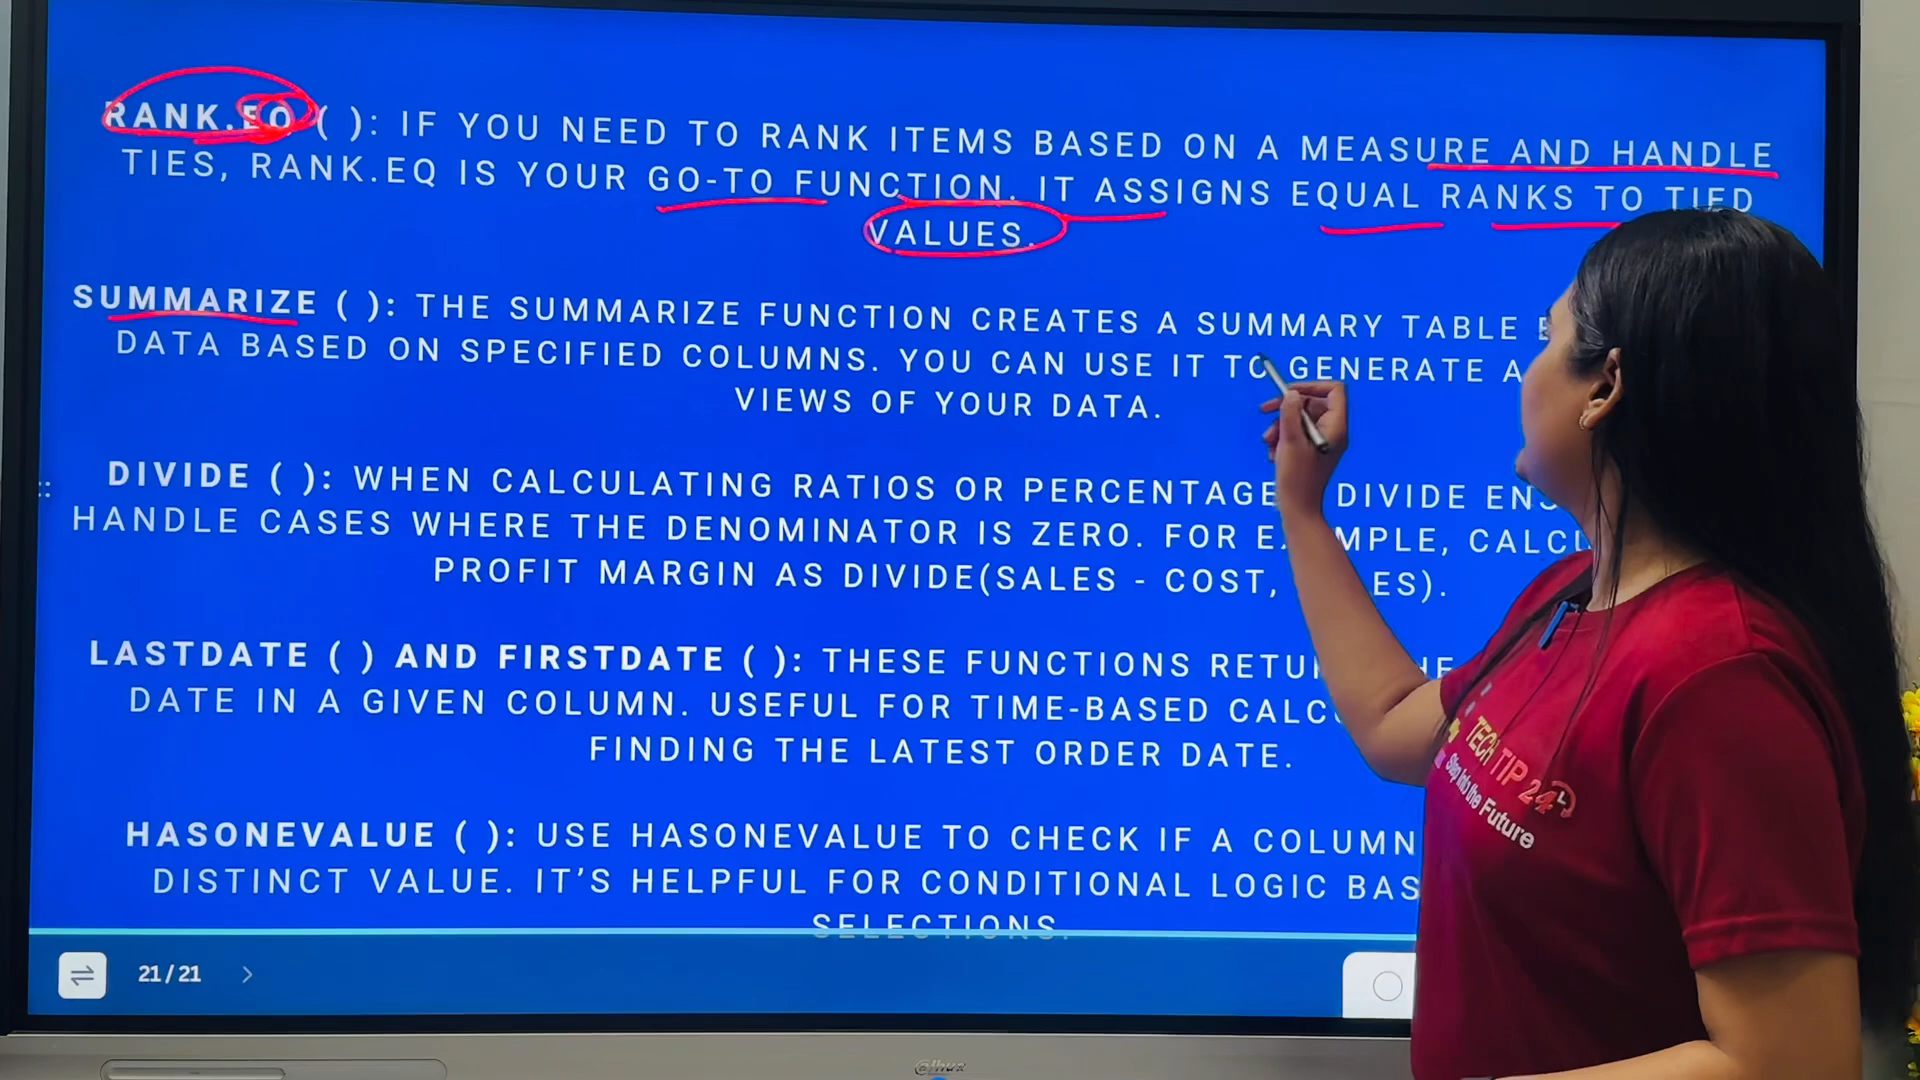 RANK.EQ ( ): IF YOU NEED TO RANK ITEMS BASED ON A MEASURE AND HANDLE
TIES, RANK.EQ IS YOUR GO-TO FUNCTION. IT ASSIGNS EQUAL RANKS TO TIED
VALUES.
SUMMARIZE ( ): THE SUMMARIZE FUNCTION CREATES A SUMMARY TABLE
DATA BASED ON SPECIFIED COLUMNS. YOU CAN USE IT TO GENERATE
VIEWS OF YOUR DATA.
DIVIDE ( ): WHEN CALCULATING RATIOS OR PERCENTAGE DIVIDE
HANDLE CASES WHERE THE DENOMINATOR IS ZERO. FOR
PROFIT MARGIN AS DIVIDE(SALES - COST,
LASTDATE ( ) AND FIRSTDATE ( ): THESE FUNCTIONS
DATE IN A GIVEN COLUMN. USEFUL FOR TIME-BASED
FINDING THE LATEST ORDER DATE.
HASONEVALUE ( ): USE HASONEVALUE TO CHECK IF A COLUMN
DISTINCT VALUE. IT'S HELPFUL FOR CONDITIONAL LOGIC
SELECTIONS.
21 / 21
TECH TIP 24
Step into the Future
alhua